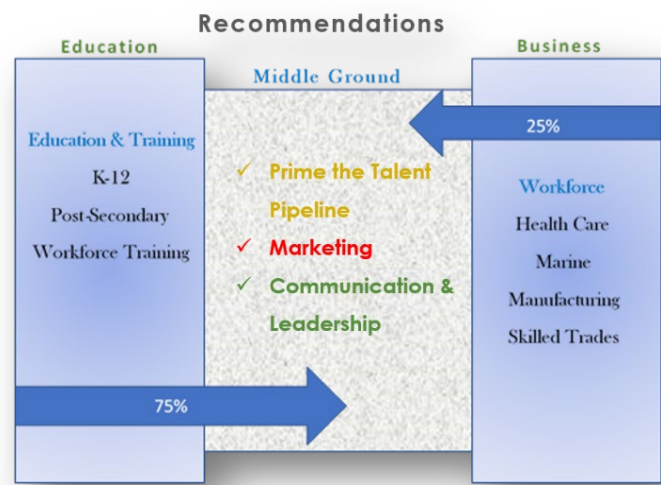 Recommendations
Education
Business
Middle Ground
Education & Training
K-12
Post-Secondary
Workforce Training
✓ Prime the Talent
Pipeline
✓ Marketing
✓ Communication &
Leadership
25%
Workforce
Health Care
Marine
Manufacturing
Skilled Trades
75%